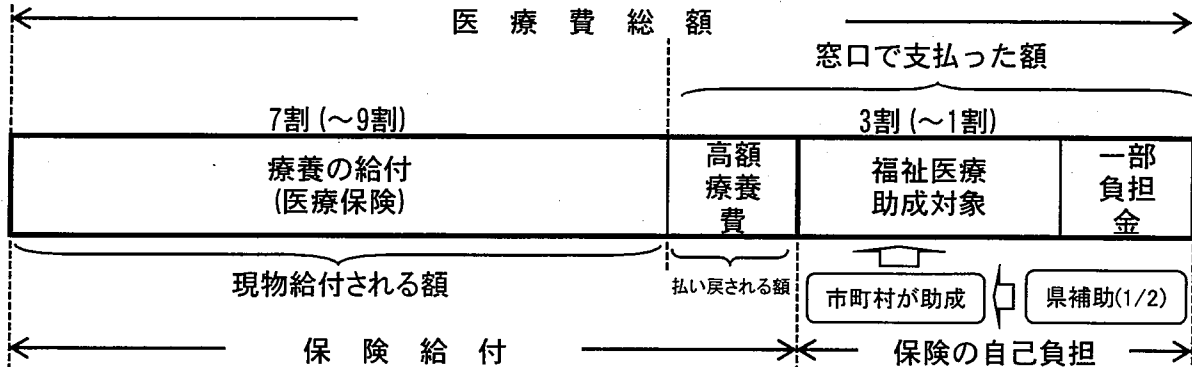 医療費総額
窓口で支払った額
7割(～9割)
3割(～1割)
療養の給付
(医療保険)
高額
療養
費
福祉医療
助成対象
一部
負担
金
現物給付される額
払い戻される額
市町村が助成
県補助(1/2)
保険給付
保険の自己負担